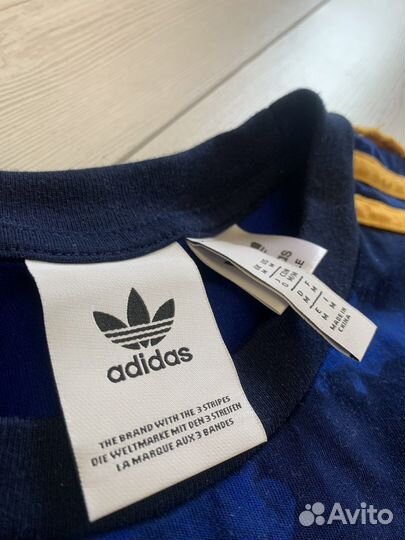 adidas
THE BRAND WITH THE 3 STRIPES
DIE WELTMARKE MIT DEN 3 STREIFEN
LA MARQUE AUX 3 BANDES
MADE IN
CHINA
Avito